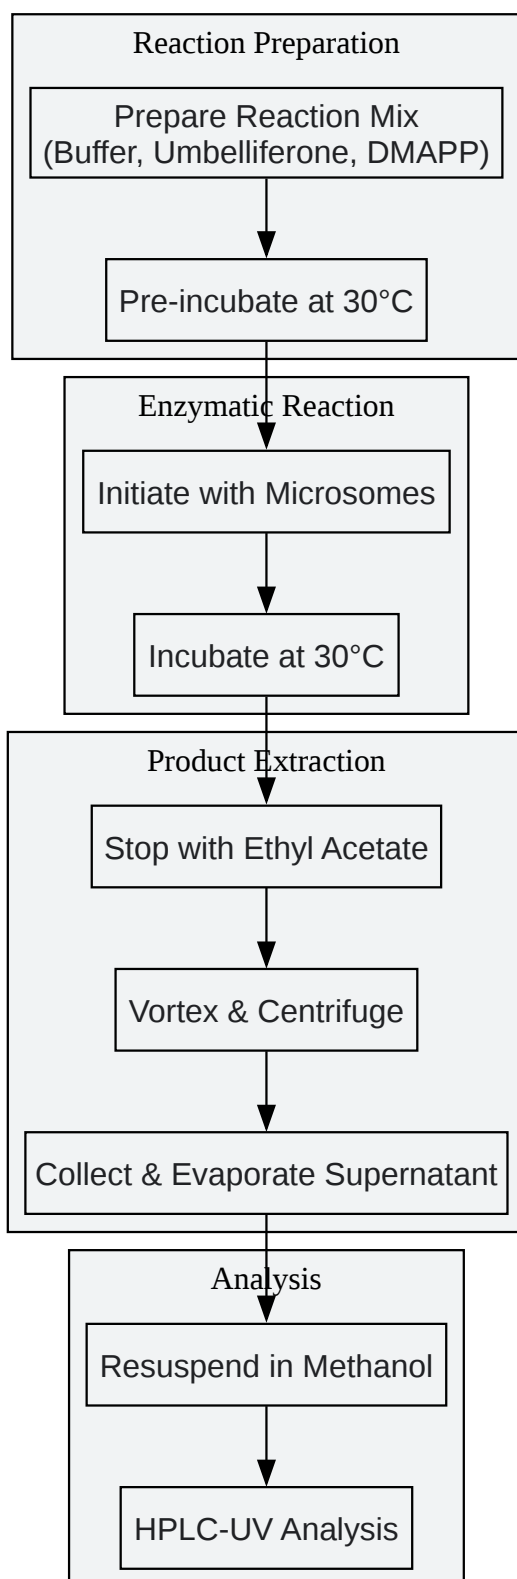 Reaction Preparation
Prepare Reaction Mix
(Buffer, Umbelliferone, DMAPP)
Pre-incubate at 30°C
Enzymatic Reaction
Initiate with Microsomes
Incubate at 30°C
Product Extraction
Stop with Ethyl Acetate
Vortex & Centrifuge
Collect & Evaporate Supernatant
Analysis
Resuspend in Methanol
HPLC-UV Analysis